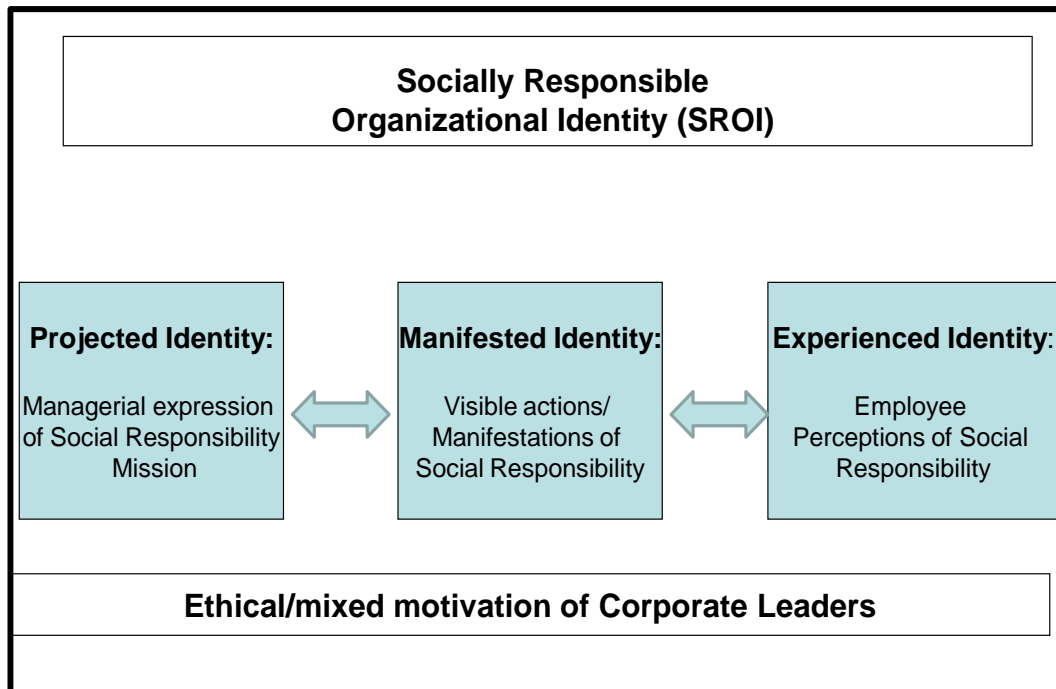 Socially Responsible
Organizational Identity (SROI)
Projected Identity:
Managerial expression
of Social Responsibility
Mission
Manifested Identity:
Visible actions/
Manifestations of
Social Responsibility
Experienced Identity:
Employee
Perceptions of Social
Responsibility
Ethical/mixed motivation of Corporate Leaders